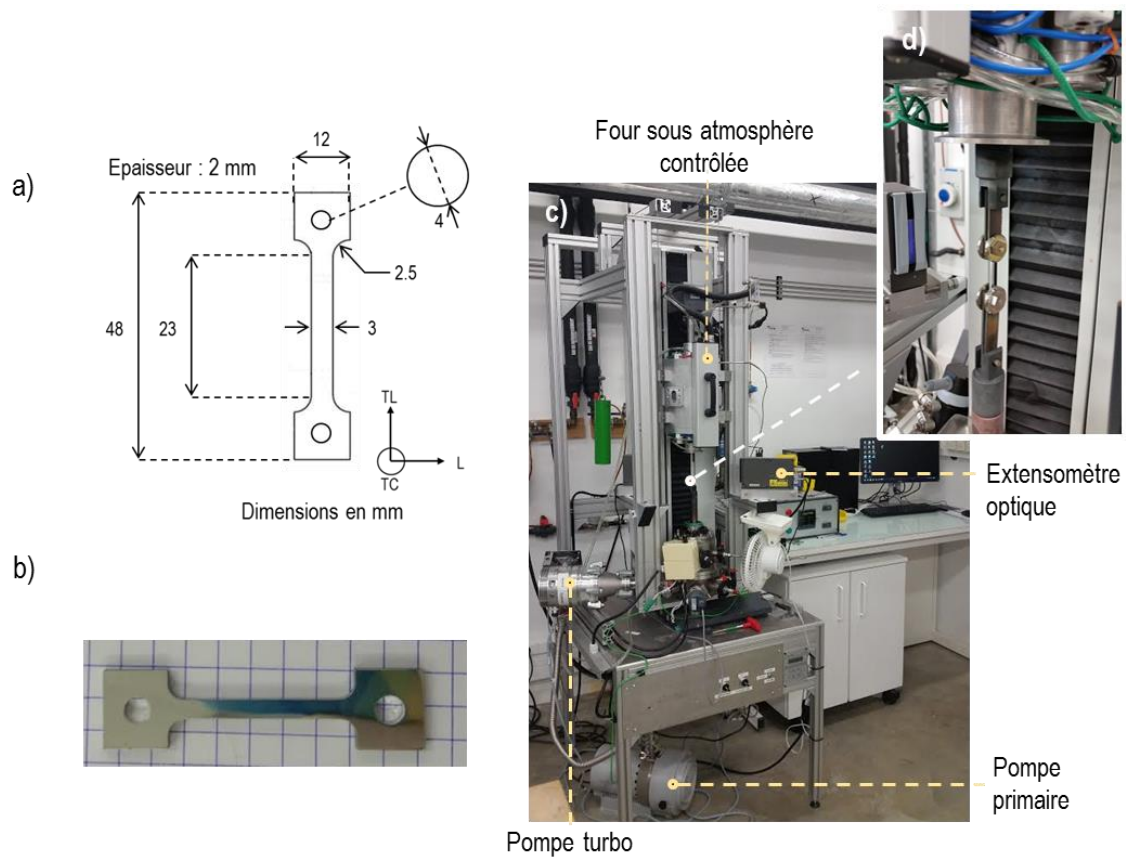 a)
Epaisseur : 2 mm
12
4
2.5
48
23
3
TL
L
TC
Dimensions en mm
b)
c)
d)
Four sous atmosphère
contrôlée
Extensomètre
optique
Pompe
primaire
Pompe turbo